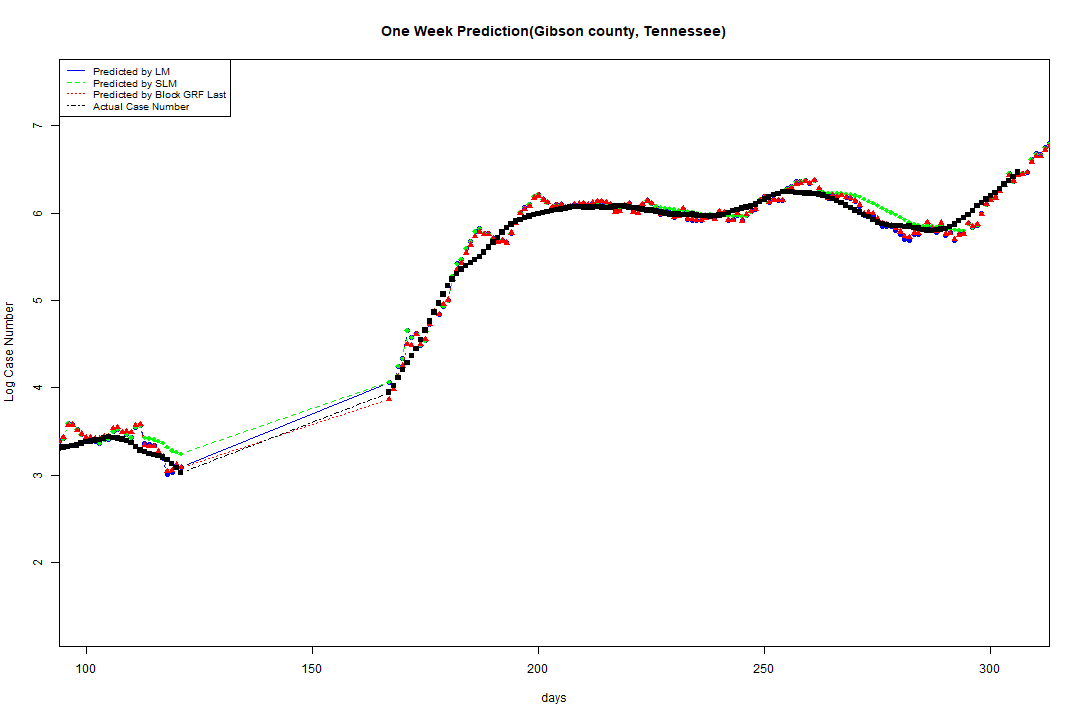 One Week Prediction(Gibson county, Tennessee)
Predicted by LM
Predicted by SLM
Predicted by Block GRF Last
Actual Case Number
7
6
5
4
3
2
Log Case Number
100 150 200 250 300
days